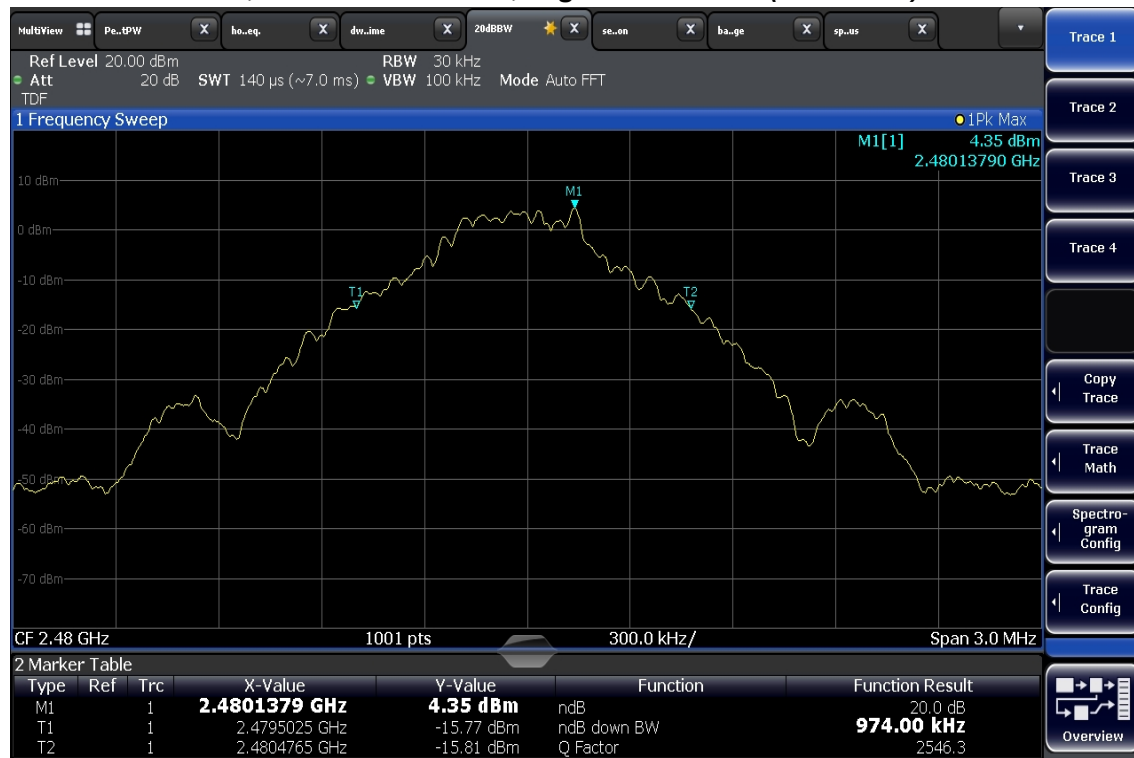 MultiView Pe..tPW X ho..eq. X dw..ime X 20dBBW X se..on X ba..ge X sp..us X
Ref Level 20.00 dBm RBW 30 kHz
Att 20 dB SWT 140 µs (~7.0 ms) VBW 100 kHz Mode Auto FFT
TDF
1 Frequency Sweep 1Pk Max
M1[1] 4.35 dBm
2.48013790 GHz
10 dBm
M1
0 dBm
-10 dBm
T1 T2
-20 dBm
-30 dBm
-40 dBm
-50 dBm
-60 dBm
-70 dBm
CF 2.48 GHz 1001 pts 300.0 kHz/ Span 3.0 MHz
2 Marker Table
Type Ref Trc X-Value Y-Value Function Function Result
M1 1 2.4801379 GHz 4.35 dBm ndB 20.0 dB
T1 1 2.4795025 GHz -15.77 dBm ndB down BW 974.00 kHz
T2 1 2.4804765 GHz -15.81 dBm Q Factor 2546.3
Trace 1
Trace 2
Trace 3
Trace 4
Copy
Trace
Trace
Math
Spectro-
gram
Config
Trace
Config
Overview